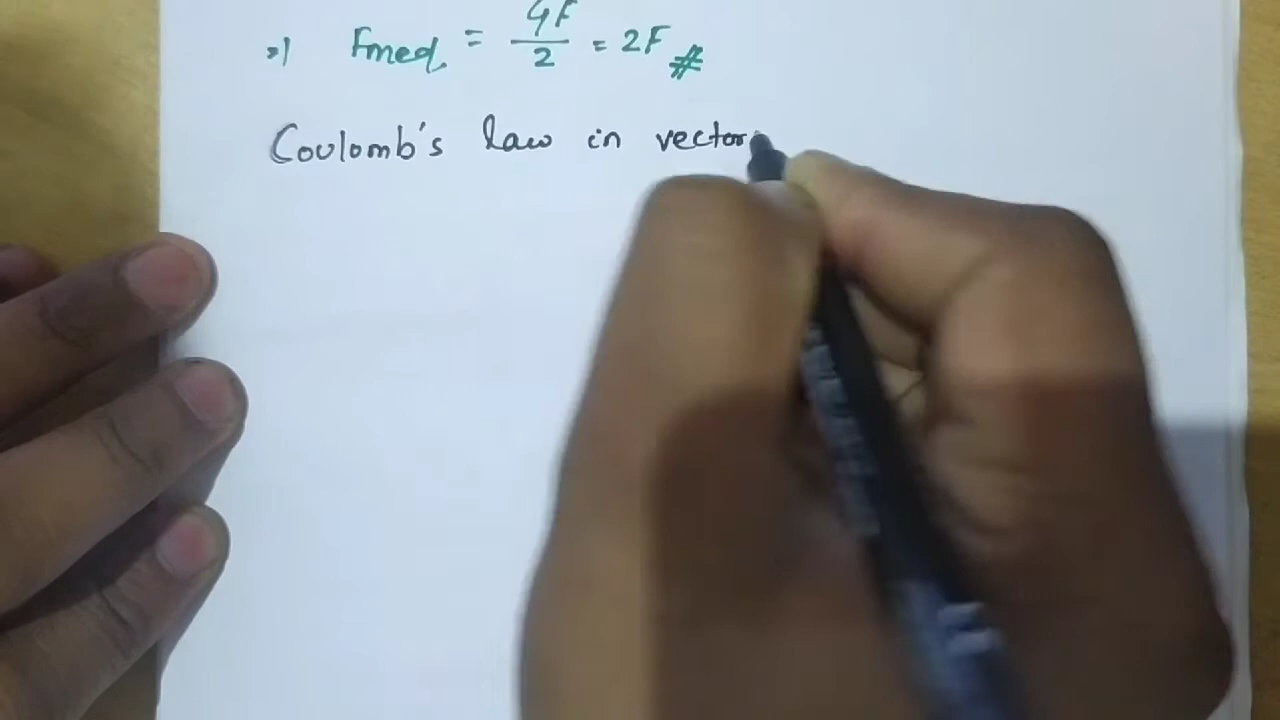 =) Fmed = 4F/2 = 2F #
Coulomb's law in vector